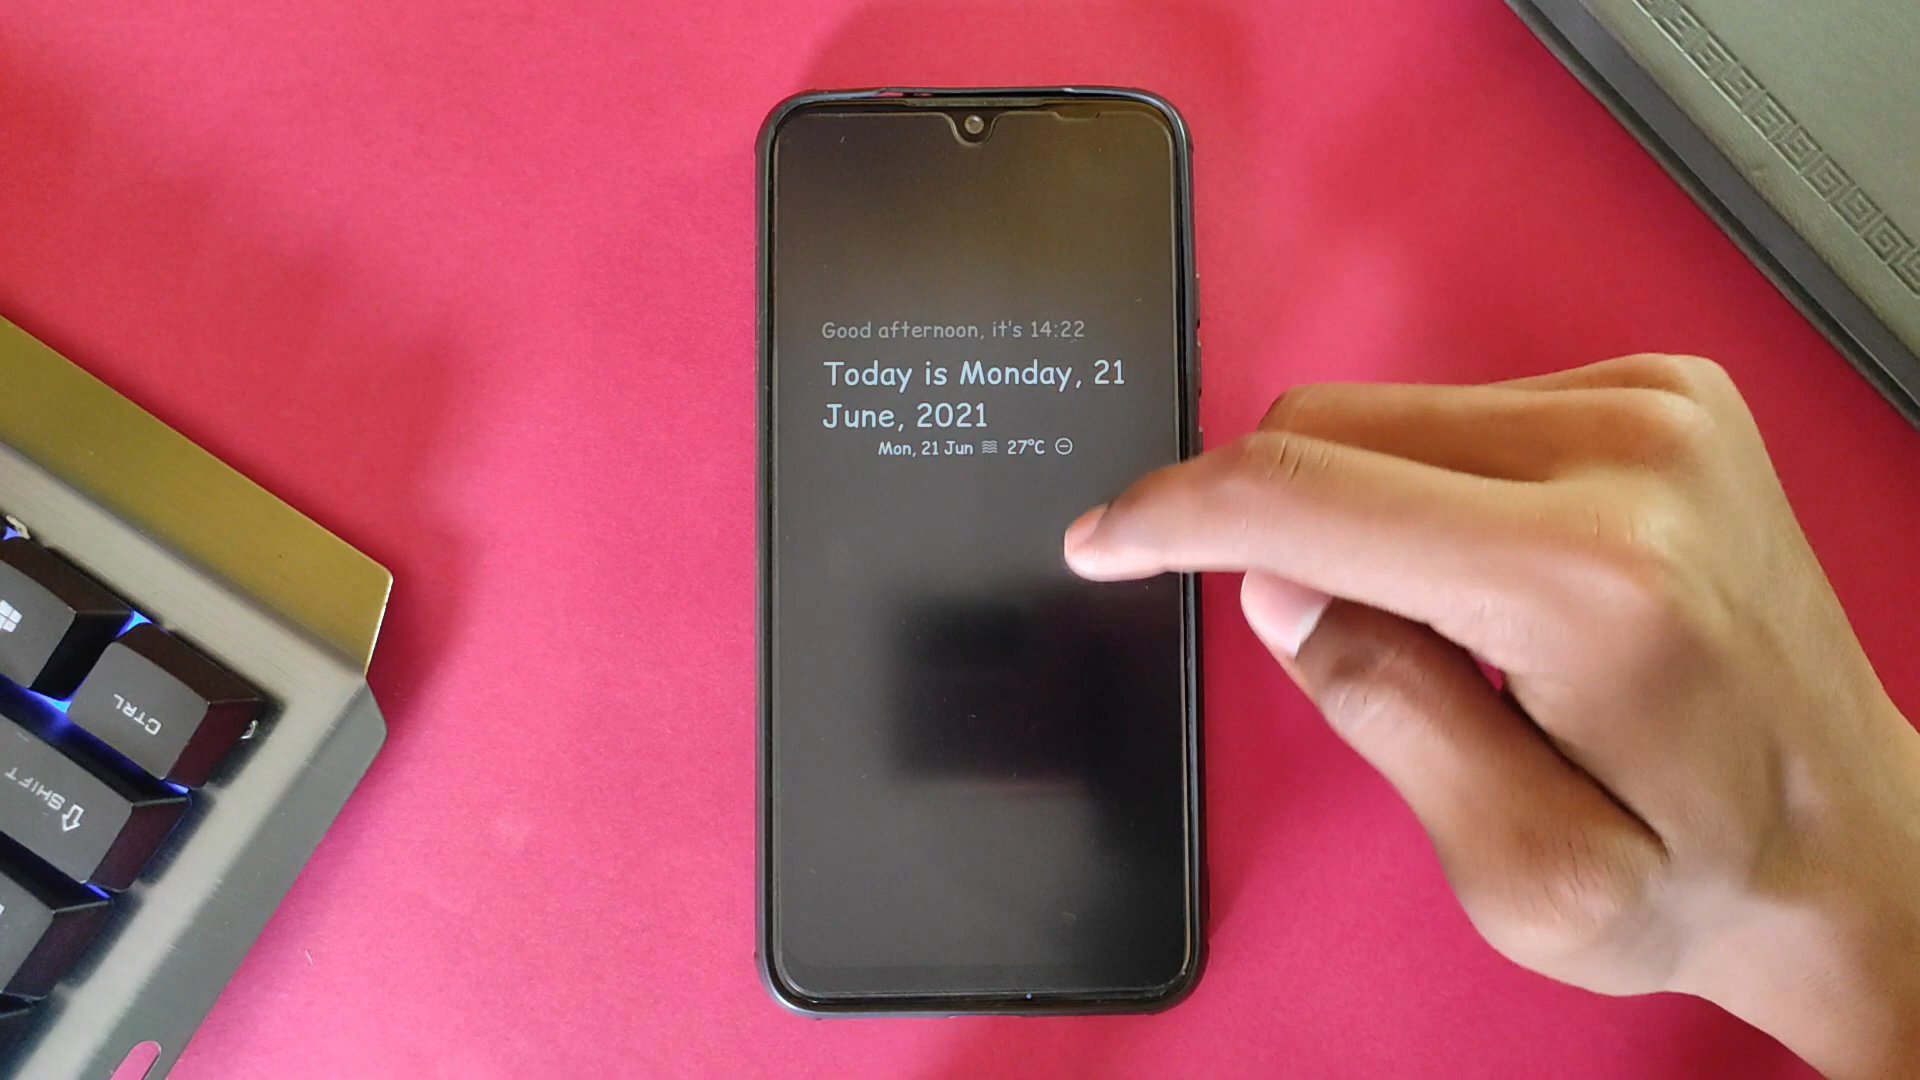 Good afternoon, it's 14:22
Today is Monday, 21
June, 2021
Mon, 21 Jun 27°C
CTRL
SHIFT